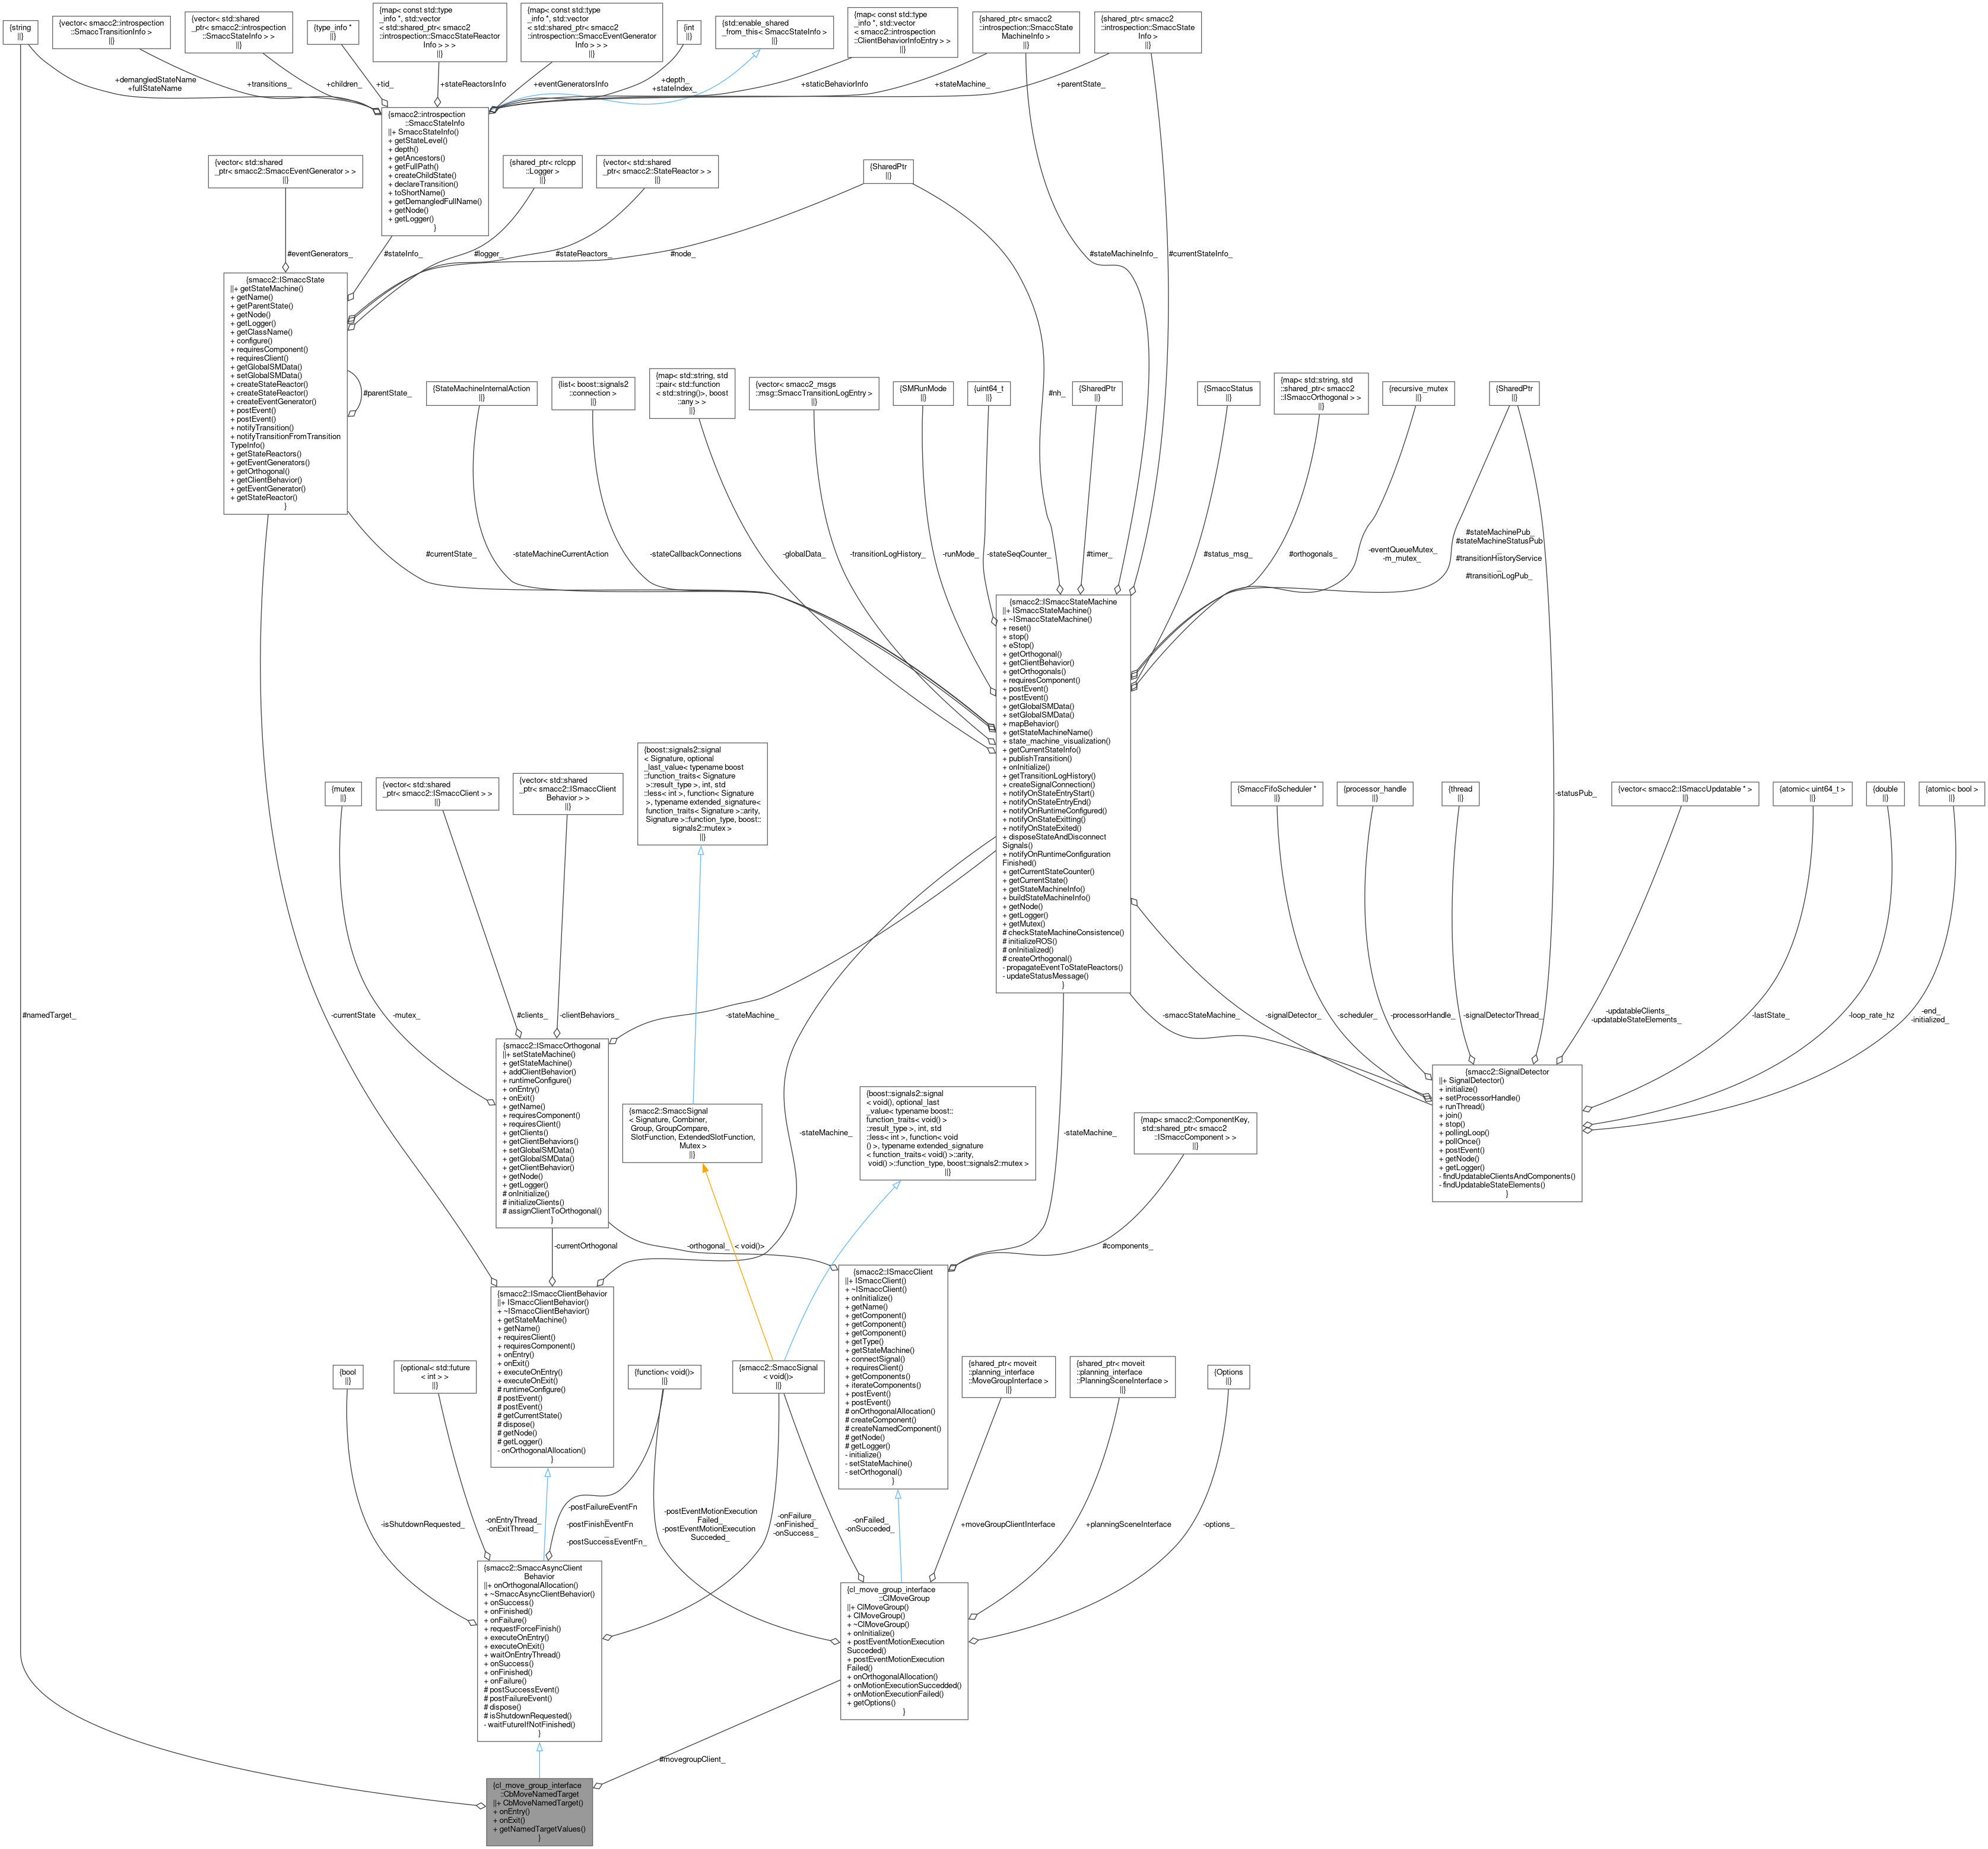 {string
||}
{vector< smacc2::introspection
::SmaccTransitionInfo >
||}
{vector< std::shared
_ptr< smacc2::introspection
::SmaccStateInfo > >
||}
{type_info *
||}
{map< const std::type
_info *, std::vector
< std::shared_ptr< smacc2
::introspection::SmaccStateReactor
Info > > >
||}
{map< const std::type
_info *, std::vector
< std::shared_ptr< smacc2
::introspection::SmaccEventGenerator
Info > > >
||}
{int
||}
{std::enable_shared
_from_this< SmaccStateInfo >
||}
{map< const std::type
_info *, std::vector
< smacc2::introspection
::ClientBehaviorInfoEntry > >
||}
{shared_ptr< smacc2
::introspection::SmaccState
MachineInfo >
||}
{shared_ptr< smacc2
::introspection::SmaccState
Info >
||}
+demangledStateName
+fullStateName
+transitions_
+children_
+tid_
+stateReactorsInfo
+eventGeneratorsInfo
+depth_
+stateIndex_
+staticBehaviorInfo
+stateMachine_
+parentState_
{smacc2::introspection
::SmaccStateInfo
||+ SmaccStateInfo()
+ getStateLevel()
+ depth()
+ getAncestors()
+ getFullPath()
+ createChildState()
+ declareTransition()
+ toShortName()
+ getDemangledFullName()
+ getNode()
+ getLogger()
}
{vector< std::shared
_ptr< smacc2::SmaccEventGenerator > >
||}
{shared_ptr< rclcpp
::Logger >
||}
{vector< std::shared
_ptr< smacc2::StateReactor > >
||}
{SharedPtr
||}
#eventGenerators_
#stateInfo_
#logger_
#stateReactors_
#node_
#stateMachineInfo_
#currentStateInfo_
{smacc2::ISmaccState
||+ getStateMachine()
+ getName()
+ getParentState()
+ getNode()
+ getLogger()
+ getClassName()
+ configure()
+ requiresComponent()
+ requiresClient()
+ getGlobalSMData()
+ setGlobalSMData()
+ createStateReactor()
+ createStateReactor()
+ createEventGenerator()
+ postEvent()
+ postEvent()
+ notifyTransition()
+ notifyTransitionFromTransition
TypeInfo()
+ getStateReactors()
+ getEventGenerators()
+ getOrthogonal()
+ getClientBehavior()
+ getEventGenerator()
+ getStateReactor()
}
#parentState_
#nh_
{StateMachineInternalAction
||}
{list< boost::signals2
::connection >
||}
{map< std::string, std
::pair< std::function
< std::string()>, boost
::any > >
||}
{vector< smacc2_msgs
::msg::SmaccTransitionLogEntry >
||}
{SMRunMode
||}
{uint64_t
||}
{SharedPtr
||}
{SmaccStatus
||}
{map< std::string, std
::shared_ptr< smacc2
::ISmaccOrthogonal > >
||}
{recursive_mutex
||}
{SharedPtr
||}
#currentState_
-stateMachineCurrentAction
-stateCallbackConnections
-globalData_
-transitionLogHistory_
-runMode_
-stateSeqCounter_
#timer_
#status_msg_
#orthogonals_
-eventQueueMutex_
-m_mutex_
#stateMachinePub_
#stateMachineStatusPub
_
#transitionHistoryService
_
#transitionLogPub_
{smacc2::ISmaccStateMachine
||+ ISmaccStateMachine()
+ ~ISmaccStateMachine()
+ reset()
+ stop()
+ eStop()
+ getOrthogonal()
+ getClientBehavior()
+ getOrthogonals()
+ requiresComponent()
+ postEvent()
+ postEvent()
+ getGlobalSMData()
+ setGlobalSMData()
+ mapBehavior()
+ getStateMachineName()
+ state_machine_visualization()
+ getCurrentStateInfo()
+ publishTransition()
+ onInitialize()
+ getTransitionLogHistory()
+ createSignalConnection()
+ notifyOnStateEntryStart()
+ notifyOnStateEntryEnd()
+ notifyOnRuntimeConfigured()
+ notifyOnStateExitting()
+ notifyOnStateExited()
+ disposeStateAndDisconnect
Signals()
+ notifyOnRuntimeConfiguration
Finished()
+ getCurrentStateCounter()
+ getCurrentState()
+ getStateMachineInfo()
+ buildStateMachineInfo()
+ getNode()
+ getLogger()
+ getMutex()
# checkStateMachineConsistence()
# initializeROS()
# onInitialized()
# createOrthogonal()
- propagateEventToStateReactors()
- updateStatusMessage()
}
{boost::signals2::signal
< Signature, optional
_last_value< typename boost
::function_traits< Signature
>::result_type >, int, std
::less< int >, function< Signature
>, typename extended_signature<
function_traits< Signature >::arity,
Signature >::function_type, boost::
signals2::mutex >
||}
{mutex
||}
{vector< std::shared
_ptr< smacc2::ISmaccClient > >
||}
{vector< std::shared
_ptr< smacc2::ISmaccClient
Behavior > >
||}
{SmaccFifoScheduler *
||}
{processor_handle
||}
{thread
||}
-statusPub_
{vector< smacc2::ISmaccUpdatable * >
||}
{atomic< uint64_t >
||}
{double
||}
{atomic< bool >
||}
#namedTarget_
-currentState
-mutex_
#clients_
-clientBehaviors_
-stateMachine_
-smaccStateMachine_
-signalDetector_
-scheduler_
-processorHandle_
-signalDetectorThread_
-updatableClients_
-updatableStateElements_
-lastState_
-loop_rate_hz
-end_
-initialized_
{smacc2::ISmaccOrthogonal
||+ setStateMachine()
+ getStateMachine()
+ addClientBehavior()
+ runtimeConfigure()
+ onEntry()
+ onExit()
+ getName()
+ requiresComponent()
+ requiresClient()
+ getClients()
+ getClientBehaviors()
+ setGlobalSMData()
+ getGlobalSMData()
+ getClientBehavior()
+ getNode()
+ getLogger()
# onInitialize()
# initializeClients()
# assignClientToOrthogonal()
}
{smacc2::SignalDetector
||+ SignalDetector()
+ initialize()
+ setProcessorHandle()
+ runThread()
+ join()
+ stop()
+ pollingLoop()
+ pollOnce()
+ postEvent()
+ getNode()
+ getLogger()
- findUpdatableClientsAndComponents()
- findUpdatableStateElements()
}
{smacc2::SmaccSignal
< Signature, Combiner,
Group, GroupCompare,
SlotFunction, ExtendedSlotFunction,
Mutex >
||}
{boost::signals2::signal
< void(), optional_last
_value< typename boost::
function_traits< void() >
::result_type >, int, std
::less< int >, function< void
() >, typename extended_signature
< function_traits< void() >::arity,
void() >::function_type, boost::signals2::mutex >
||}
{map< smacc2::ComponentKey,
std::shared_ptr< smacc2
::ISmaccComponent > >
||}
-stateMachine_
-stateMachine_
-currentOrthogonal
-orthogonal_
< void()>
#components_
{smacc2::ISmaccClientBehavior
||+ ISmaccClientBehavior()
+ ~ISmaccClientBehavior()
+ getStateMachine()
+ getName()
+ requiresClient()
+ requiresComponent()
+ onEntry()
+ onExit()
+ executeOnEntry()
+ executeOnExit()
# runtimeConfigure()
# postEvent()
# postEvent()
# getCurrentState()
# dispose()
# getNode()
# getLogger()
- onOrthogonalAllocation()
}
{smacc2::ISmaccClient
||+ ISmaccClient()
+ ~ISmaccClient()
+ onInitialize()
+ getName()
+ getComponent()
+ getComponent()
+ getComponent()
+ getType()
+ getStateMachine()
+ connectSignal()
+ requiresClient()
+ getComponents()
+ iterateComponents()
+ postEvent()
+ postEvent()
# onOrthogonalAllocation()
# createComponent()
# createNamedComponent()
# getNode()
# getLogger()
- initialize()
- setStateMachine()
- setOrthogonal()
}
{bool
||}
{optional< std::future
< int > >
||}
{function< void()>
||}
{smacc2::SmaccSignal
< void()>
||}
{shared_ptr< moveit
::planning_interface
::MoveGroupInterface >
||}
{shared_ptr< moveit
::planning_interface
::PlanningSceneInterface >
||}
{Options
||}
-isShutdownRequested_
-onEntryThread_
-onExitThread_
-postFailureEventFn
_
-postFinishEventFn
_
-postSuccessEventFn_
-postEventMotionExecution
Failed_
-postEventMotionExecution
Succeded_
-onFailure_
-onFinished_
-onSuccess_
-onFailed_
-onSucceded_
+moveGroupClientInterface
+planningSceneInterface
-options_
{smacc2::SmaccAsyncClient
Behavior
||+ onOrthogonalAllocation()
+ ~SmaccAsyncClientBehavior()
+ onSuccess()
+ onFinished()
+ onFailure()
+ requestForceFinish()
+ executeOnEntry()
+ executeOnExit()
+ waitOnEntryThread()
+ onSuccess()
+ onFinished()
+ onFailure()
# postSuccessEvent()
# postFailureEvent()
# dispose()
# isShutdownRequested()
- waitFutureIfNotFinished()
}
{cl_move_group_interface
::ClMoveGroup
||+ ClMoveGroup()
+ ClMoveGroup()
+ ~ClMoveGroup()
+ onInitialize()
+ postEventMotionExecution
Succeded()
+ postEventMotionExecution
Failed()
+ onOrthogonalAllocation()
+ onMotionExecutionSuccedded()
+ onMotionExecutionFailed()
+ getOptions()
}
#movegroupClient_
{cl_move_group_interface
::CbMoveNamedTarget
||+ CbMoveNamedTarget()
+ onEntry()
+ onExit()
+ getNamedTargetValues()
}